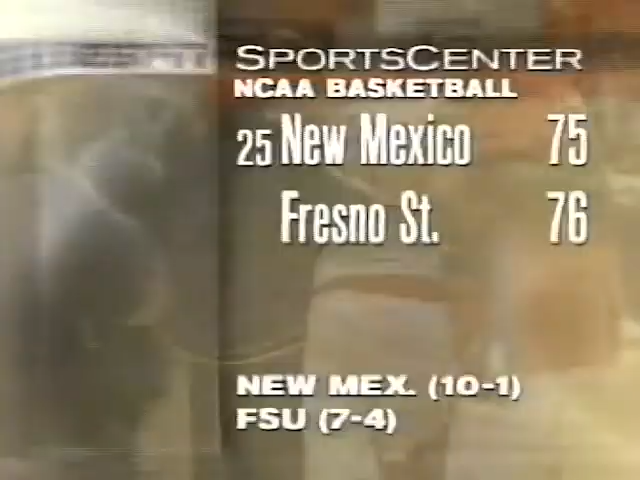 SPORTSCENTER
NCAA BASKETBALL
25 New Mexico 75
Fresno St. 76
NEW MEX. (10-1)
FSU (7-4)